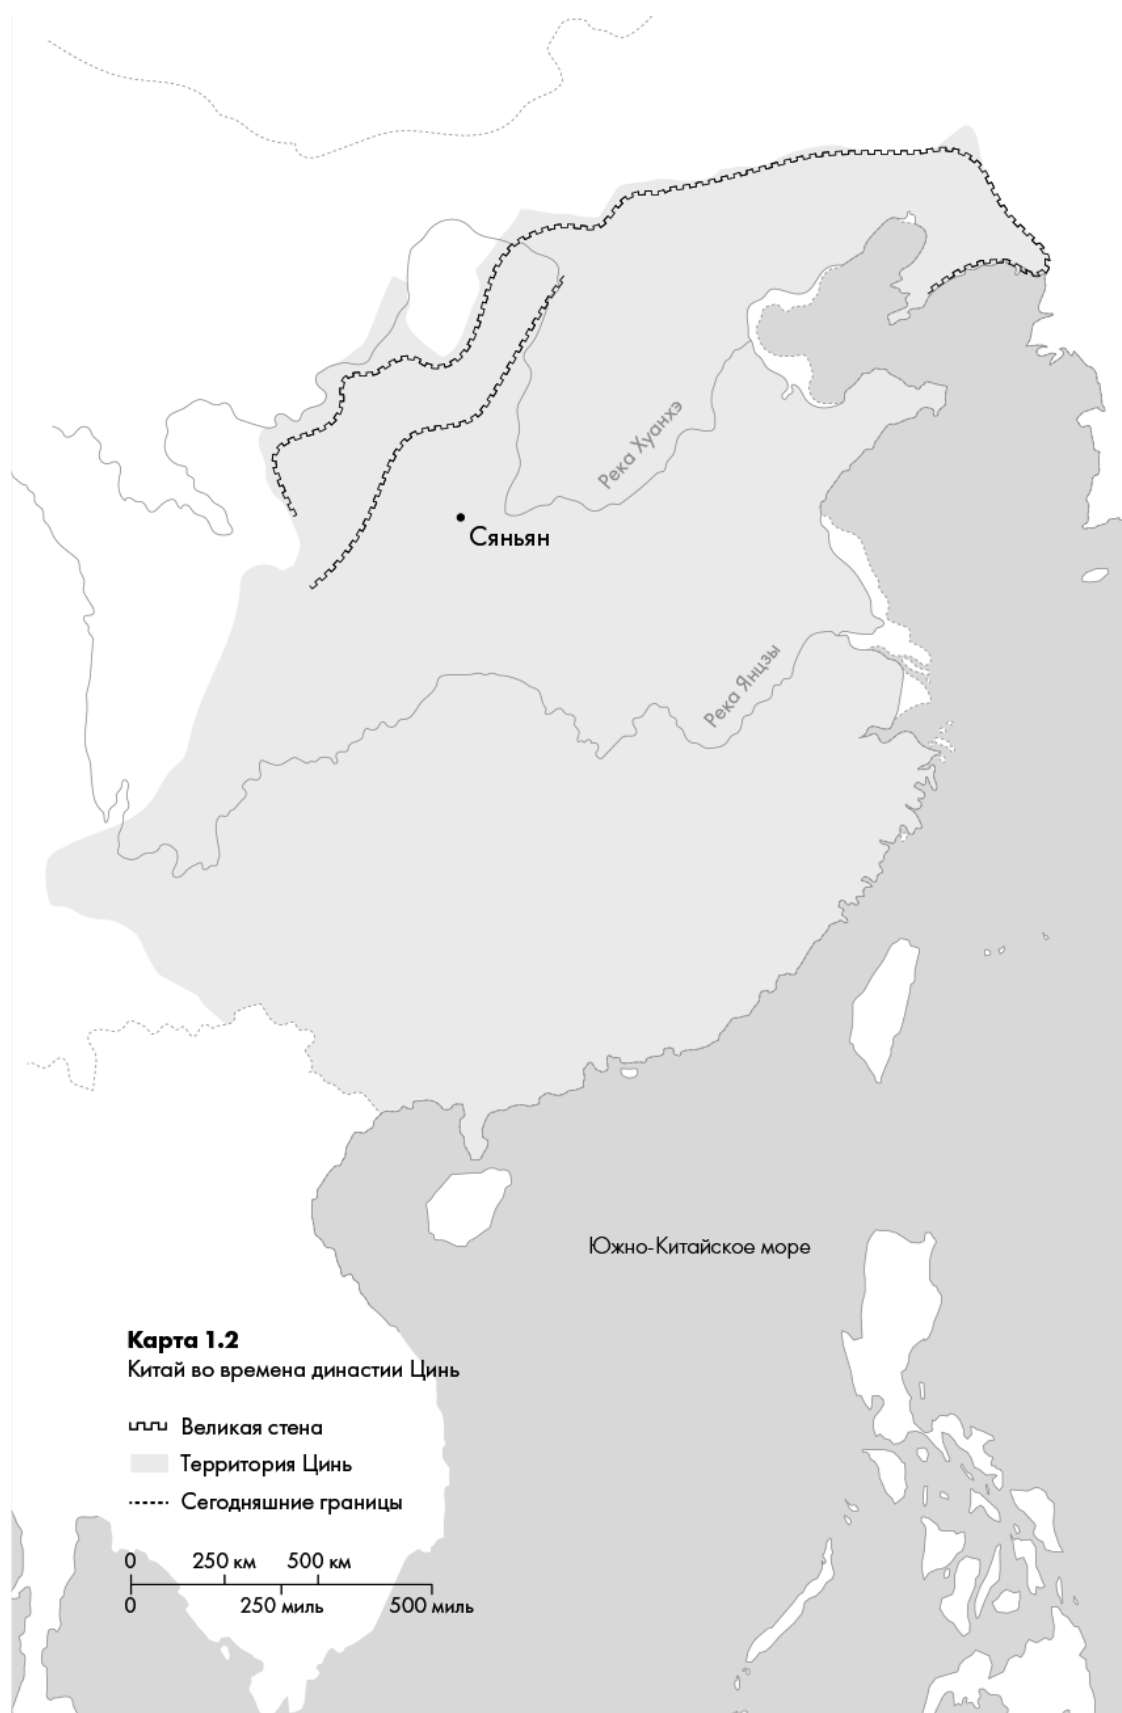 Река Хуанхэ
Сяньян
Река Янцзы
Южно-Китайское море
Карта 1.2
Китай во времена династии Цинь
Великая стена
Территория Цинь
Сегодняшние границы
0 250 км 500 км
0 250 миль 500 миль